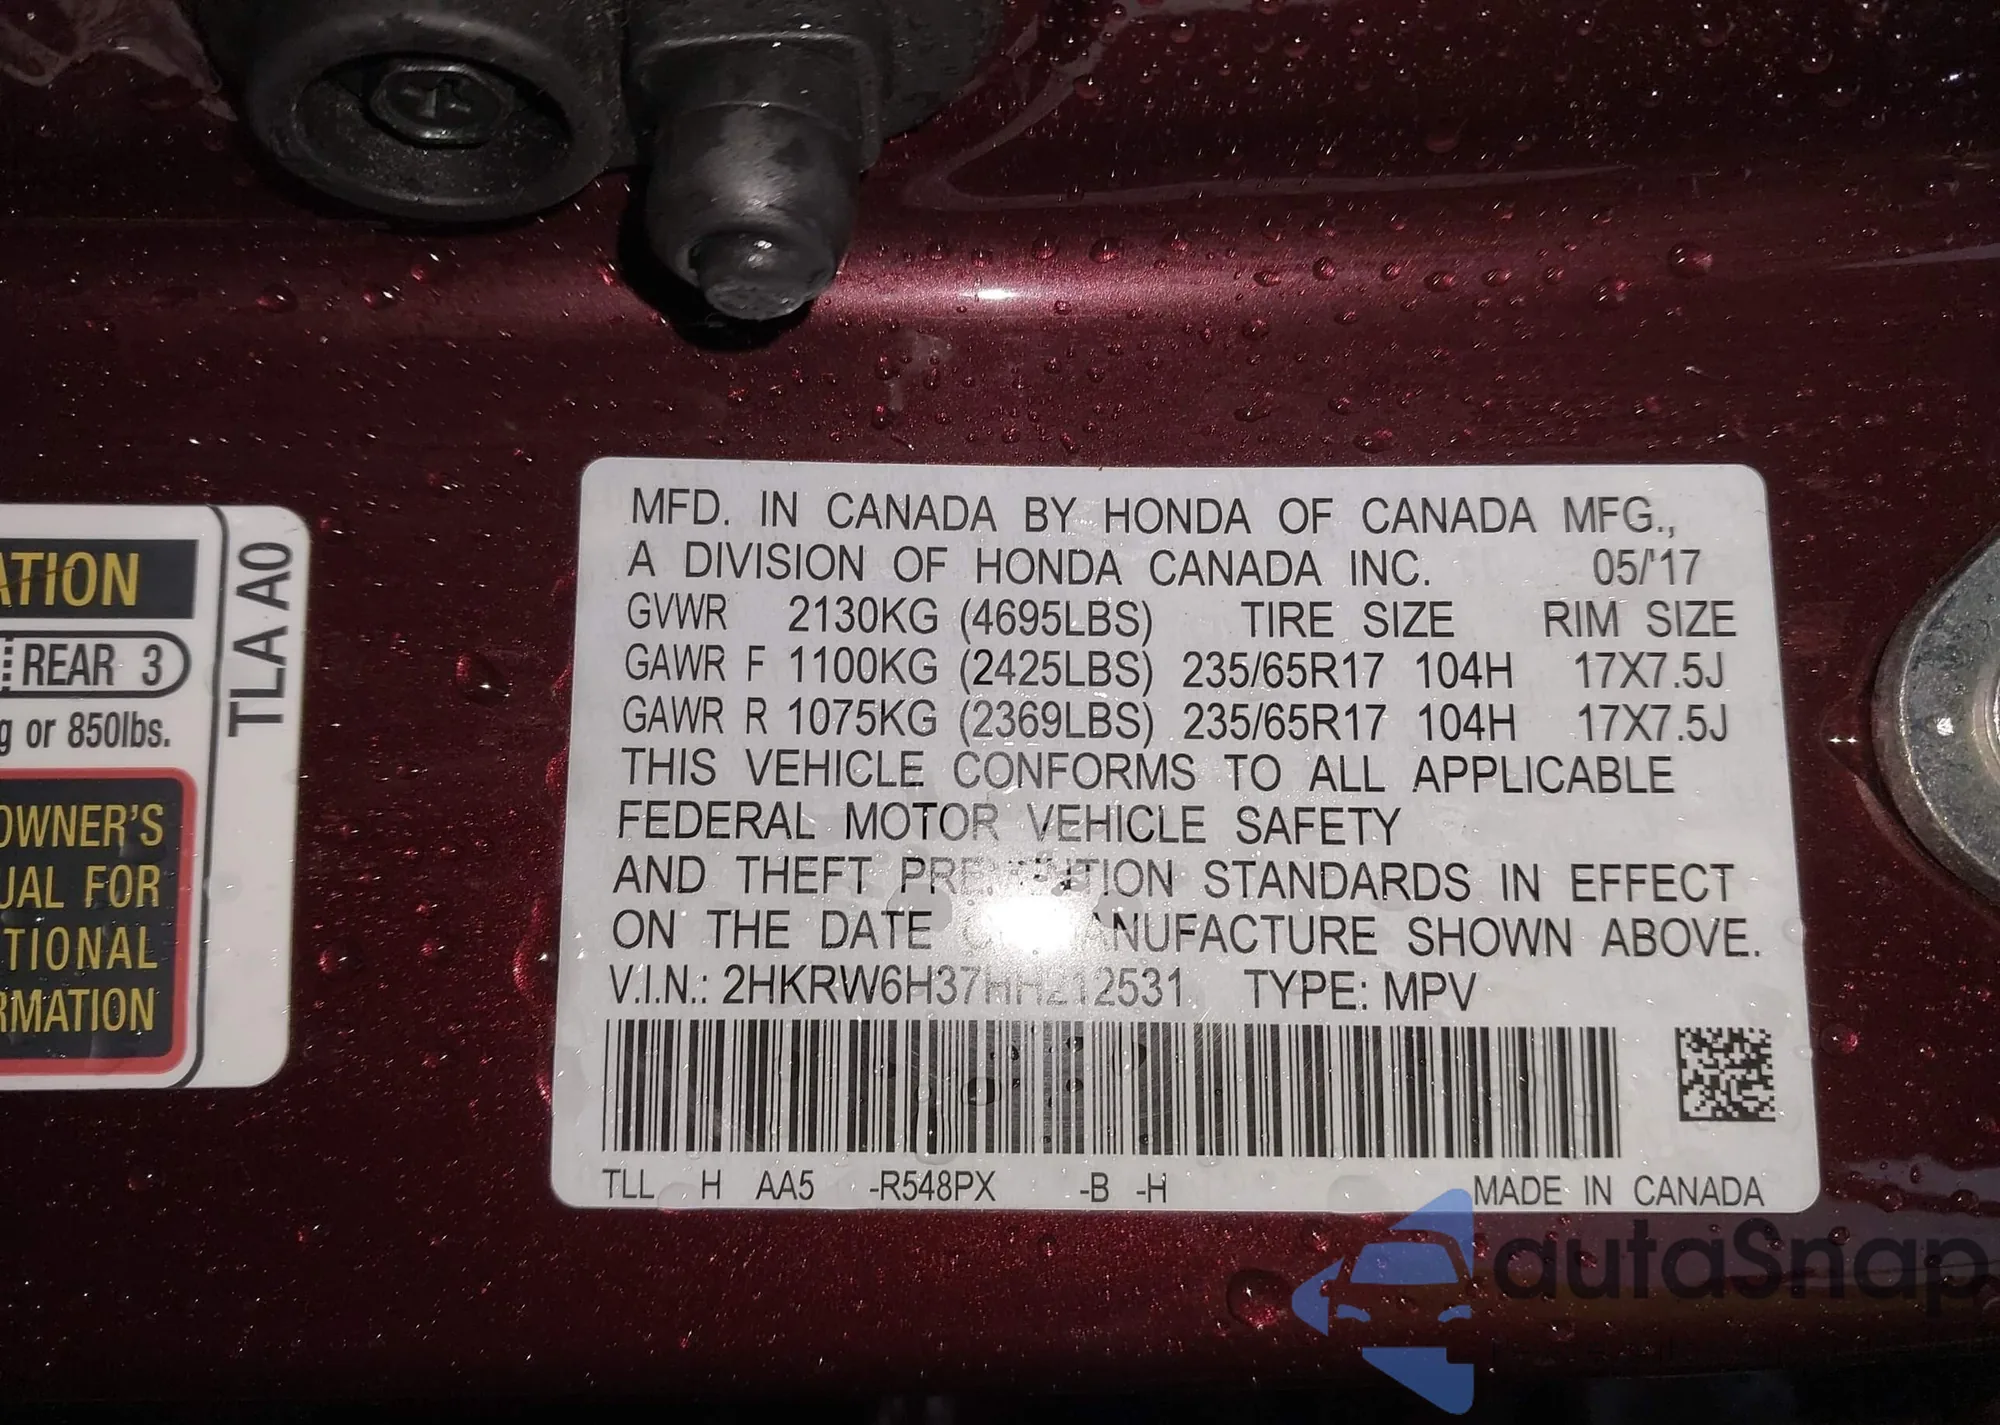 ATION
REAR 3
g or 850lbs.
OWNER'S
UAL FOR
TIONAL
RMATION
TLA A0
MFD. IN CANADA BY HONDA OF CANADA MFG.,
A DIVISION OF HONDA CANADA INC. 05/'17
GVWR 2130KG (4695LBS) TIRE SIZE RIM SIZE
GAWR F 1100KG (2425LBS) 235/65R17 104H 17X7.5J
GAWR R 1075KG (2369LBS) 235/65R17 104H 17X7.5J
THIS VEHICLE CONFORMS TO ALL APPLICABLE
FEDERAL MOTOR VEHICLE SAFETY
AND THEFT PREVENTION STANDARDS IN EFFECT
ON THE DATE MANUFACTURE SHOWN ABOVE.
V.I.N.: 2HKRW6H37HH212531 TYPE: MPV
TLL H AA5 -R548PX -B -H MADE IN CANADA
autoSnap